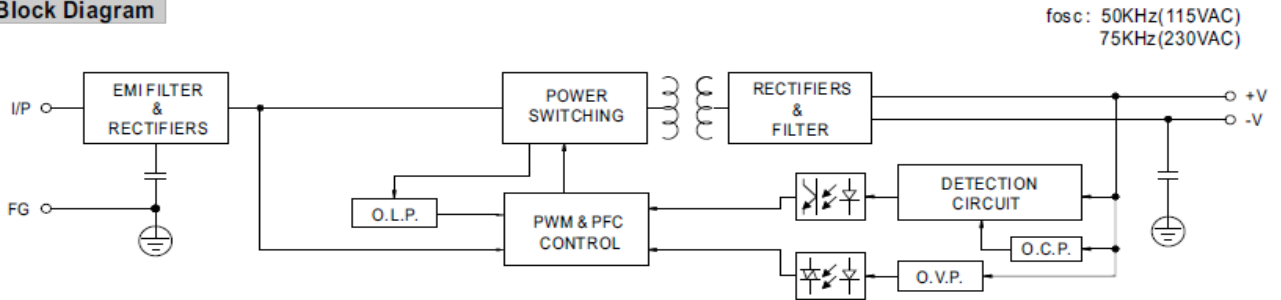 Block Diagram
fosc: 50KHz(115VAC)
75KHz(230VAC)
I/P
EMI FILTER
&
RECTIFIERS
POWER
SWITCHING
RECTIFIERS
&
FILTER
+V
-V
FG
O.L.P.
PWM & PFC
CONTROL
DETECTION
CIRCUIT
O.C.P.
O.V.P.